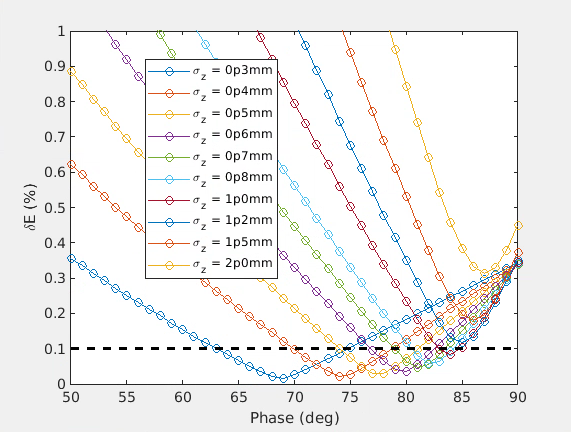 1
0.9
0.8
0.7
0.6
0.5
0.4
0.3
0.2
0.1
0
δE (%)
σz = 0p3mm
σz = 0p4mm
σz = 0p5mm
σz = 0p6mm
σz = 0p7mm
σz = 0p8mm
σz = 1p0mm
σz = 1p2mm
σz = 1p5mm
σz = 2p0mm
50 55 60 65 70 75 80 85 90
Phase (deg)